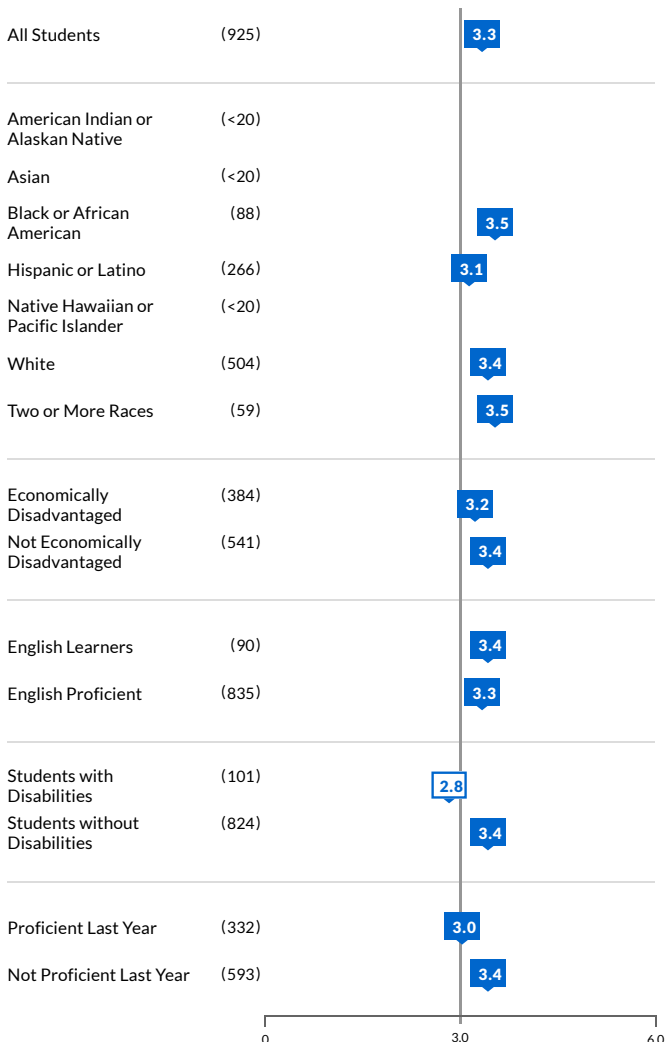 All Students (925) 3.3
American Indian or (<20)
Alaskan Native
Asian (<20)
Black or African (88) 3.5
American
Hispanic or Latino (266) 3.1
Native Hawaiian or (<20)
Pacific Islander
White (504) 3.4
Two or More Races (59) 3.5
Economically (384) 3.2
Disadvantaged
Not Economically (541) 3.4
Disadvantaged
English Learners (90) 3.4
English Proficient (835) 3.3
Students with (101) 2.8
Disabilities
Students without (824) 3.4
Disabilities
Proficient Last Year (332) 3.0
Not Proficient Last Year (593) 3.4
0 3.0 6.0